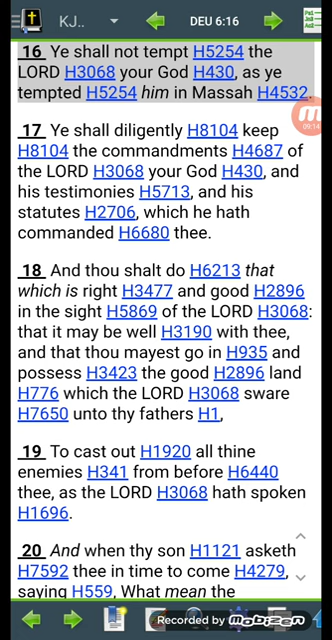 KJ.. DEU 6:16
16 Ye shall not tempt H5254 the
LORD H3068 your God H430, as ye
tempted H5254 him in Massah H4532.
09:14
17 Ye shall diligently H8104 keep
H8104 the commandments H4687 of
the LORD H3068 your God H430, and
his testimonies H5713, and his
statutes H2706, which he hath
commanded H6680 thee.
18 And thou shalt do H6213 that
which is right H3477 and good H2896
in the sight H5869 of the LORD H3068:
that it may be well H3190 with thee,
and that thou mayest go in H935 and
possess H3423 the good H2896 land
H776 which the LORD H3068 sware
H7650 unto thy fathers H1,
19 To cast out H1920 all thine
enemies H341 from before H6440
thee, as the LORD H3068 hath spoken
H1696.
20 And when thy son H1121 asketh
H7592 thee in time to come H4279,
saying H559, What mean the
Recorded by Mobizen